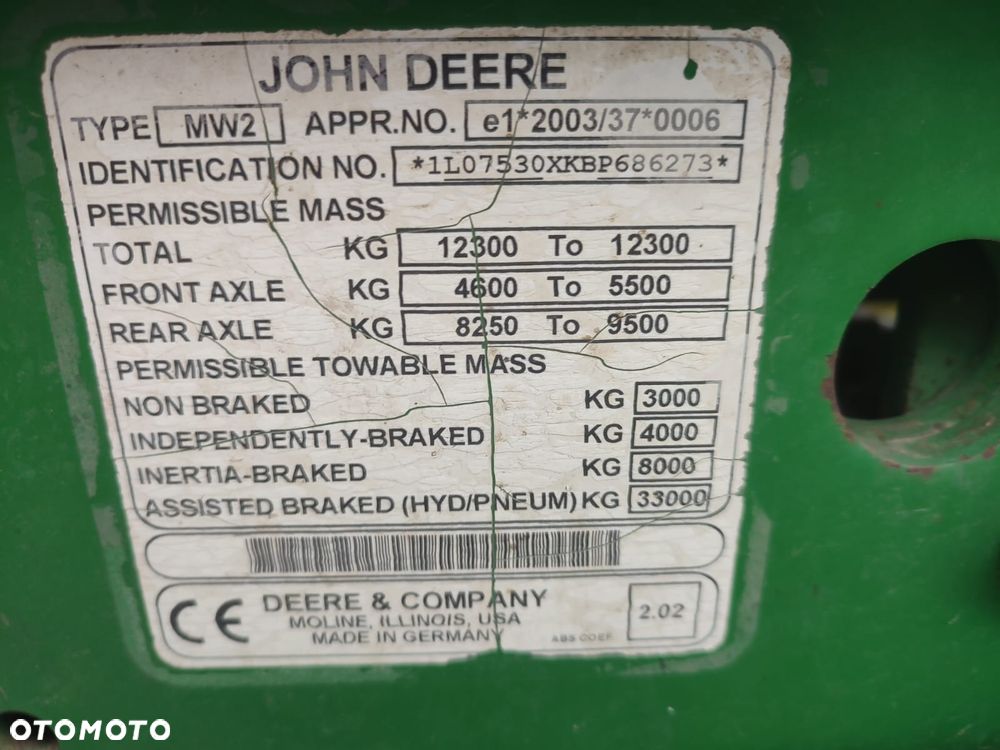 JOHN DEERE
TYPE MW2 APPR.NO. e1*2003/37*0006
IDENTIFICATION NO. *1L07530XKBP686273*
PERMISSIBLE MASS
TOTAL KG 12300 To 12300
FRONT AXLE KG 4600 To 5500
REAR AXLE KG 8250 To 9500
PERMISSIBLE TOWABLE MASS
NON BRAKED KG 3000
INDEPENDENTLY-BRAKED KG 4000
INERTIA-BRAKED KG 8000
ASSISTED BRAKED (HYD/PNEUM) KG 33000
CE DEERE & COMPANY
MOLINE, ILLINOIS, USA
MADE IN GERMANY
ABS COEF. 2.02
OTOMOTO